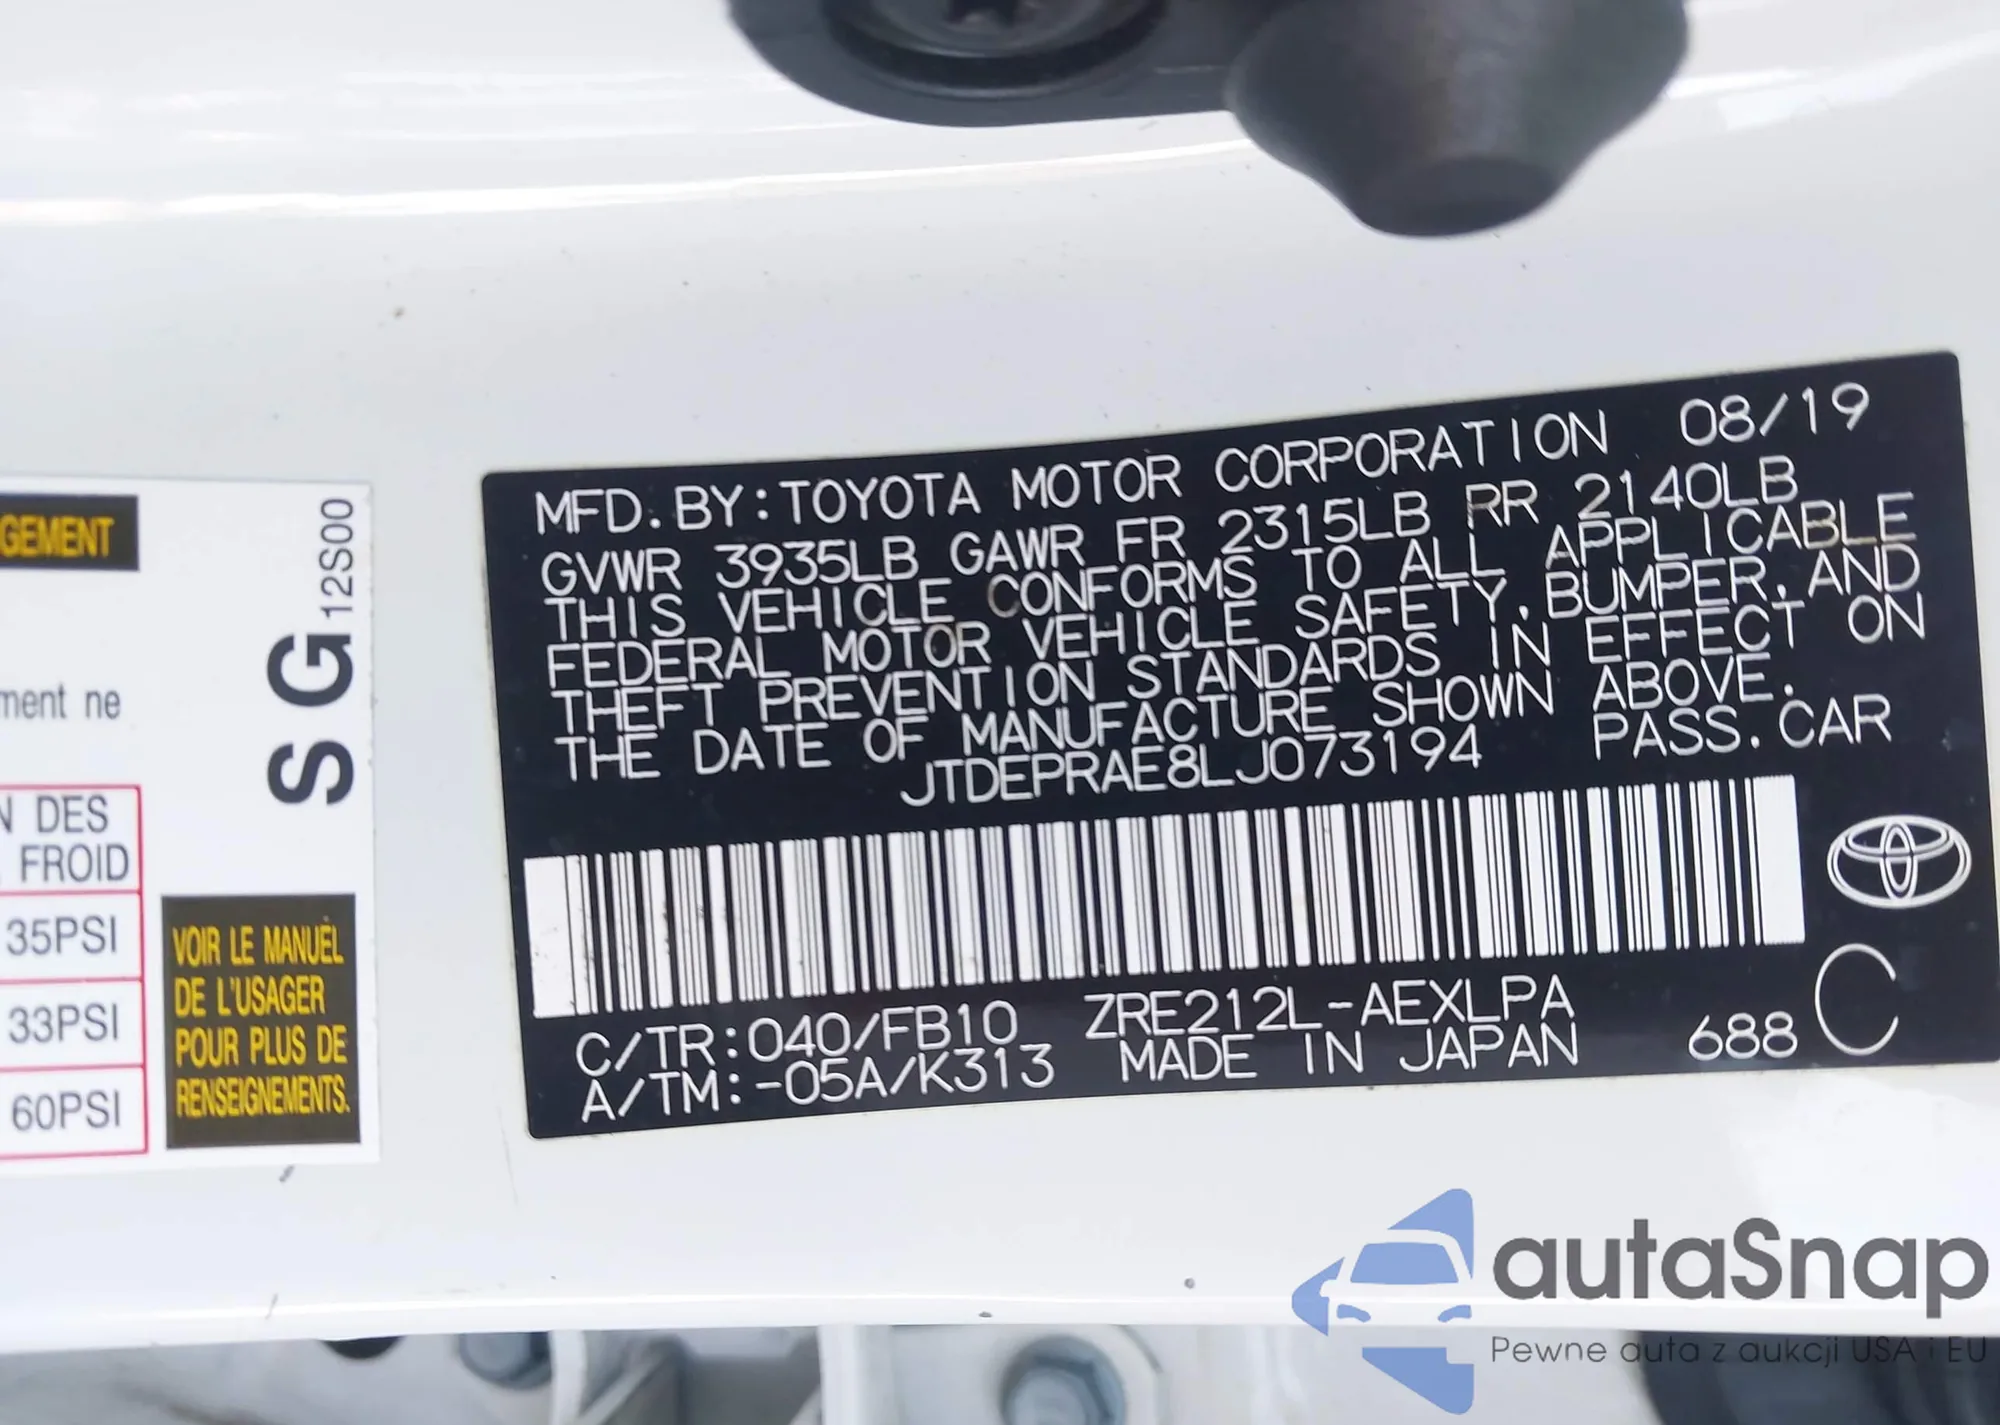 GEMENT
12S00
S G
ment ne
N DES
FROID
35PSI
33PSI
60PSI
VOIR LE MANUEL
DE L'USAGER
POUR PLUS DE
RENSEIGNEMENTS.
MFD. BY:TOYOTA MOTOR CORPORATION 08/19
GVWR 3935LB GAWR FR 2315LB RR 2140LB
THIS VEHICLE CONFORMS TO ALL APPLICABLE
FEDERAL MOTOR VEHICLE SAFETY, BUMPER, AND
THEFT PREVENTION STANDARDS IN EFFECT ON
THE DATE OF MANUFACTURE SHOWN ABOVE.
JTDEPRAE8LJ073194 PASS. CAR
C/TR:040/FB10 ZRE212L-AEXLPA
A/TM:-05A/K313 MADE IN JAPAN 688 C
autaSnap
Pewne auta z aukcji USA i EU